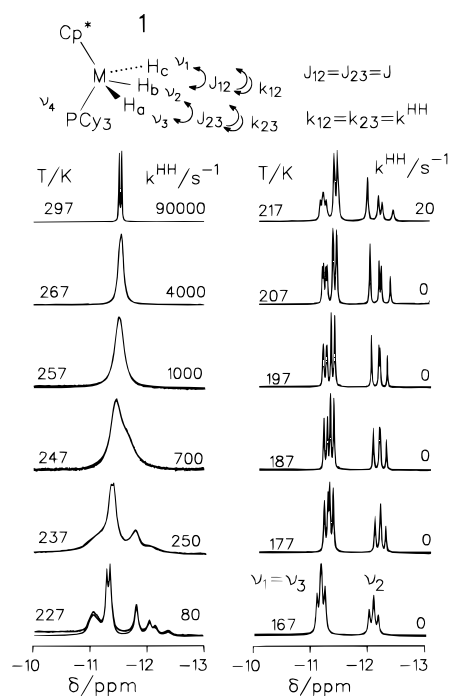 1
Cp*
M
Hc ν1
Hb ν2 J12 k12
Ha
ν3 J23 k23
ν4
PCy3
J12=J23=J
k12=k23=k^HH
T/K k^HH/s^-1
297 90000
267 4000
257 1000
247 700
237 250
227 80
-10 -11 -12 -13
δ/ppm
T/K k^HH/s^-1
217 20
207 0
197 0
187 0
177 0
ν1=ν3 ν2
167 0
-10 -11 -12 -13
δ/ppm